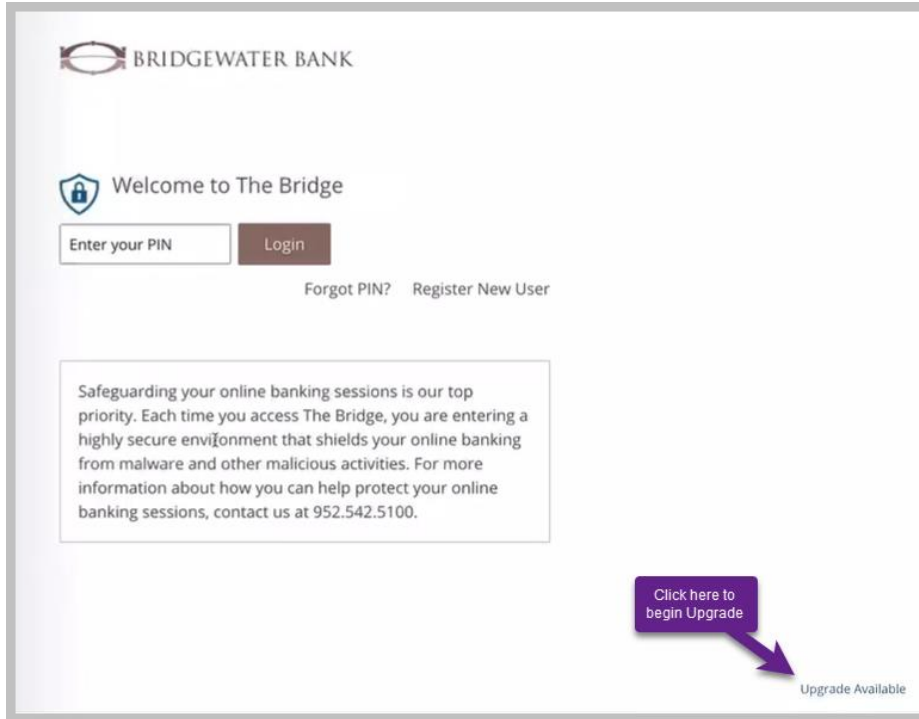 BRIDGEWATER BANK
Welcome to The Bridge
Enter your PIN
Login
Forgot PIN? Register New User
Safeguarding your online banking sessions is our top
priority. Each time you access The Bridge, you are entering a
highly secure environment that shields your online banking
from malware and other malicious activities. For more
information about how you can help protect your online
banking sessions, contact us at 952.542.5100.
Click here to
begin Upgrade
Upgrade Available